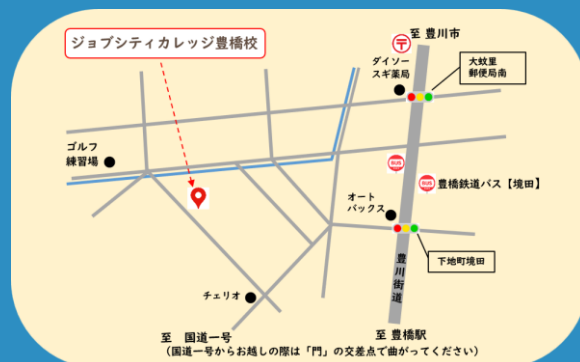 ジョブシティカレッジ豊橋校
至 豊川市
〒
ダイソー
スギ薬局
大蚊里
郵便局南
ゴルフ
練習場
BUS
BUS
豊橋鉄道バス【境田】
オート
バックス
下地町境田
豊川街道
チェリオ
至 国道一号
至 豊橋駅
(国道一号からお越しの際は「門」の交差点で曲がってください)